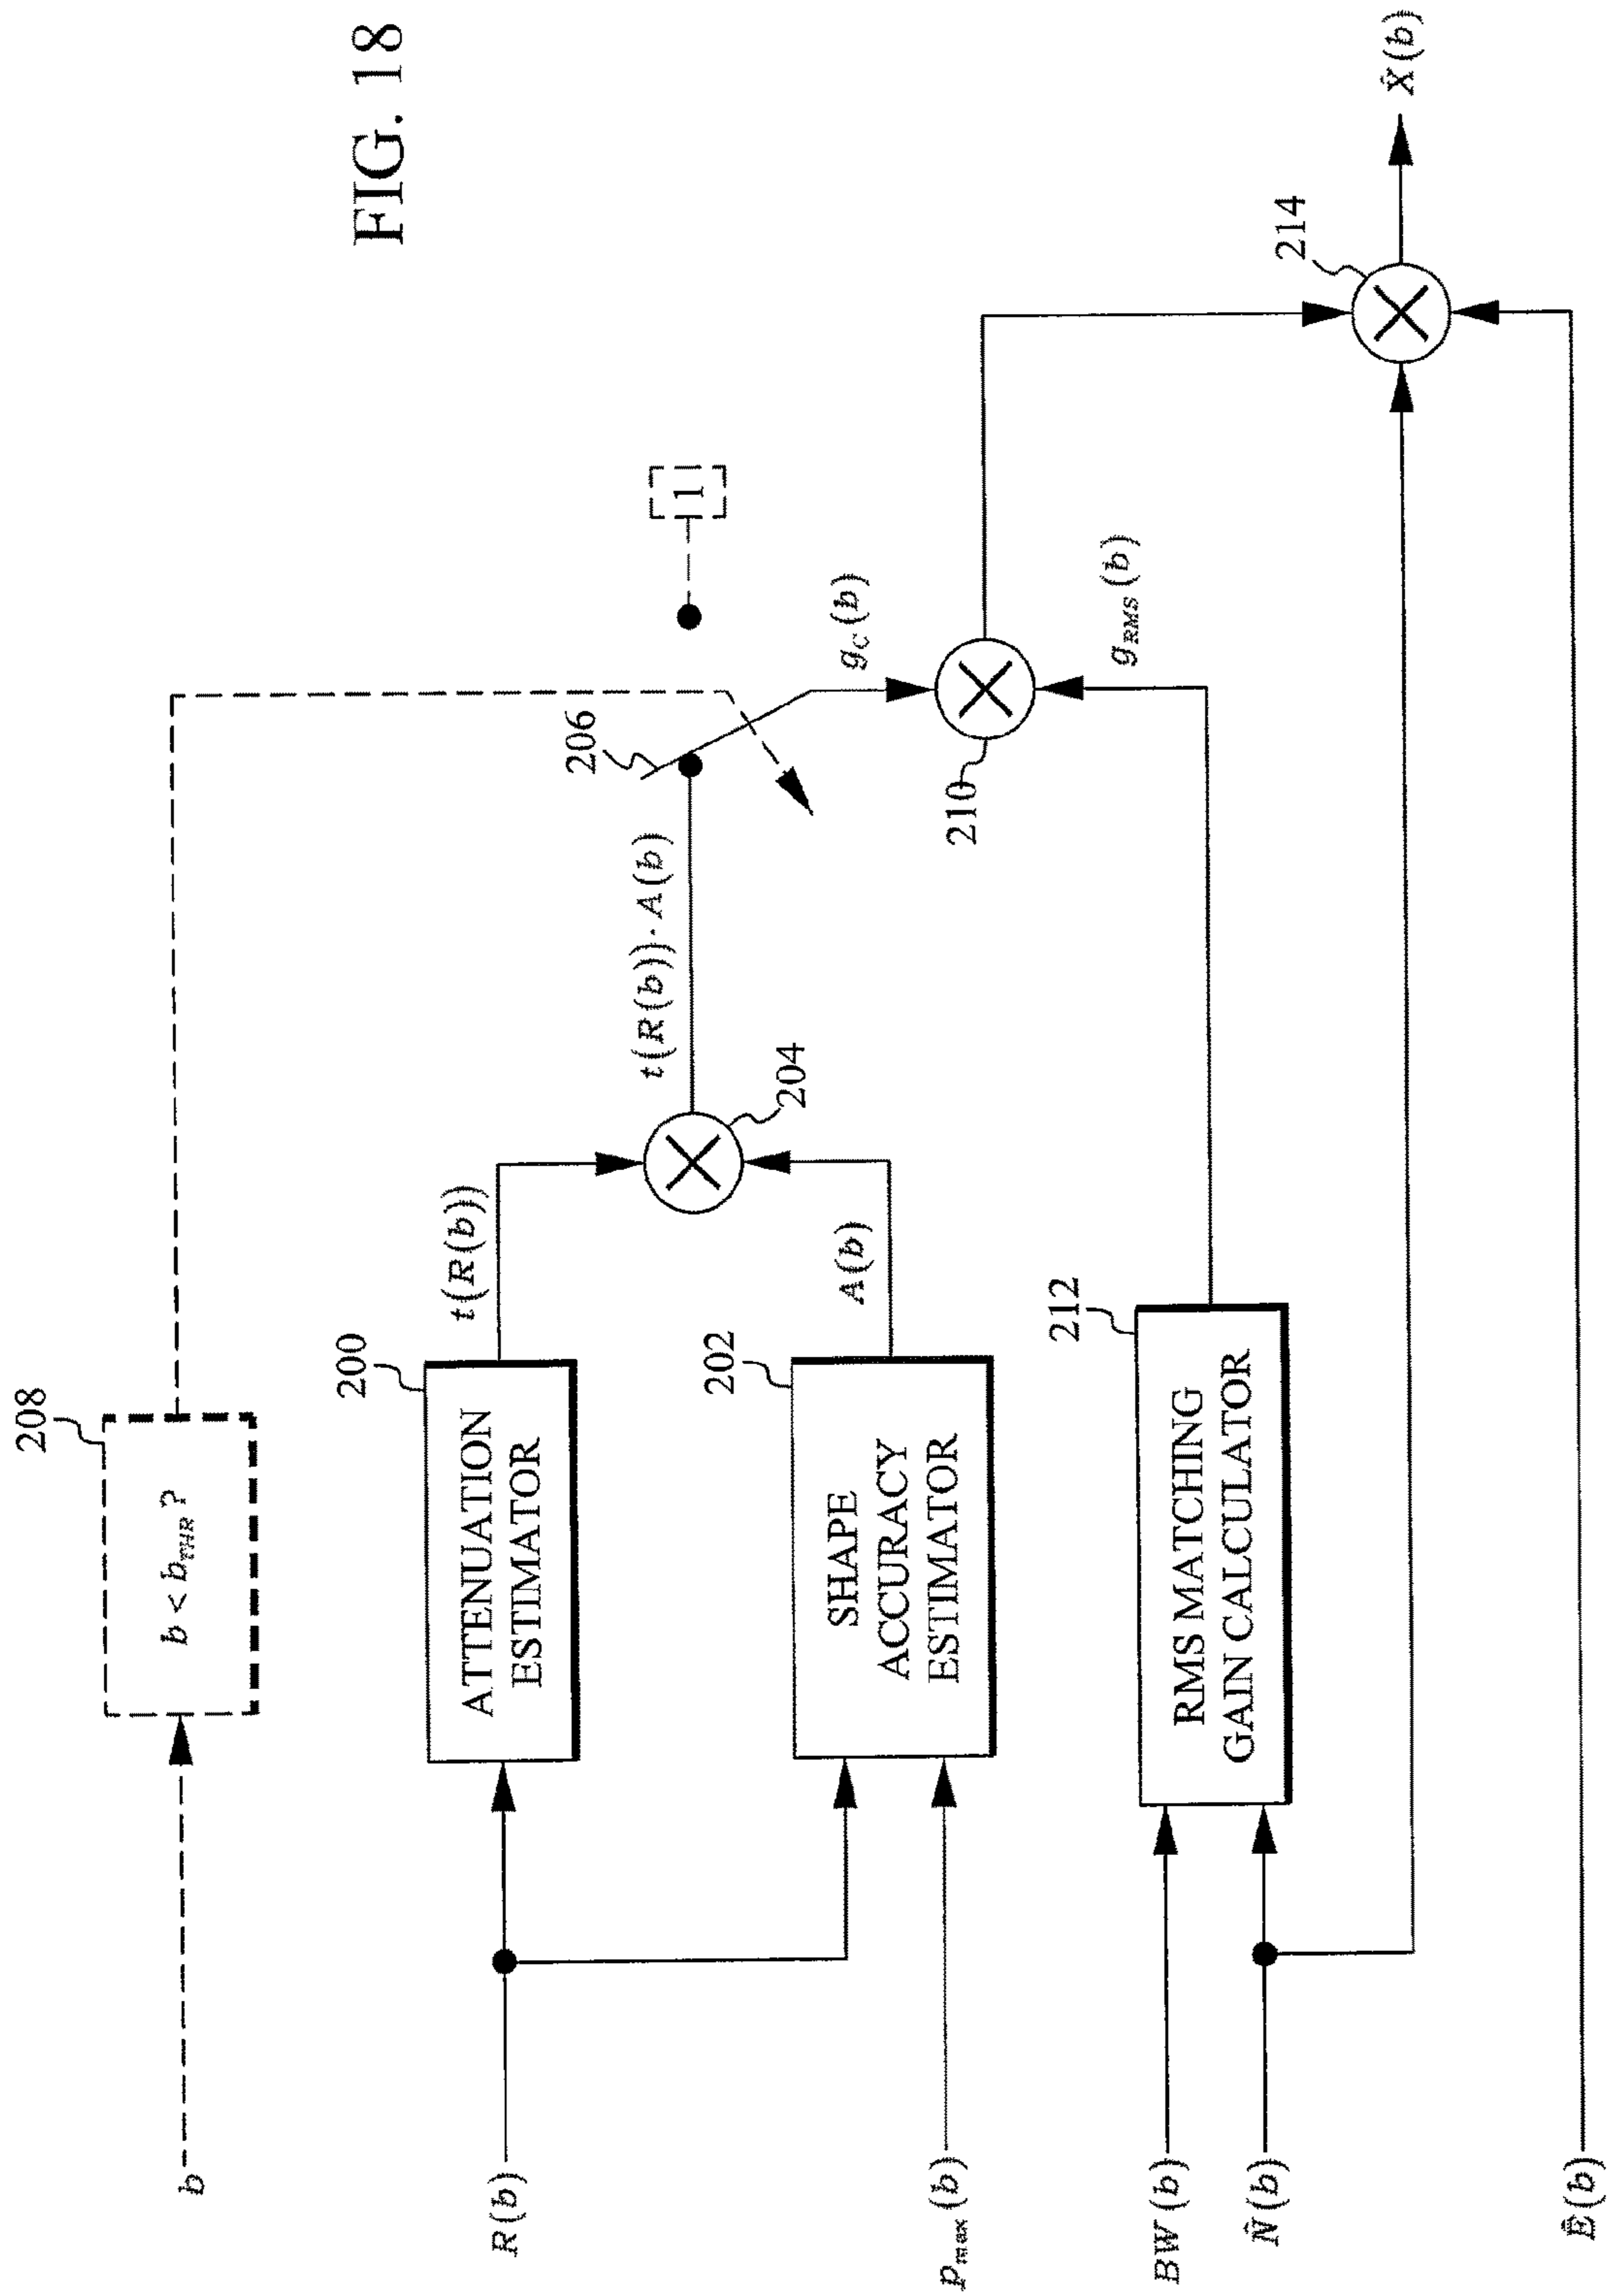 FIG. 18
208
b < b_THR ?
b
200
ATTENUATION
ESTIMATOR
t(R(b))
R(b)
202
SHAPE
ACCURACY
ESTIMATOR
A(b)
p_max(b)
204
t(R(b))·A(b)
206
1
g_C(b)
210
g_RMS(b)
212
RMS MATCHING
GAIN CALCULATOR
BW(b)
N̂(b)
214
X̂(b)
Ê(b)